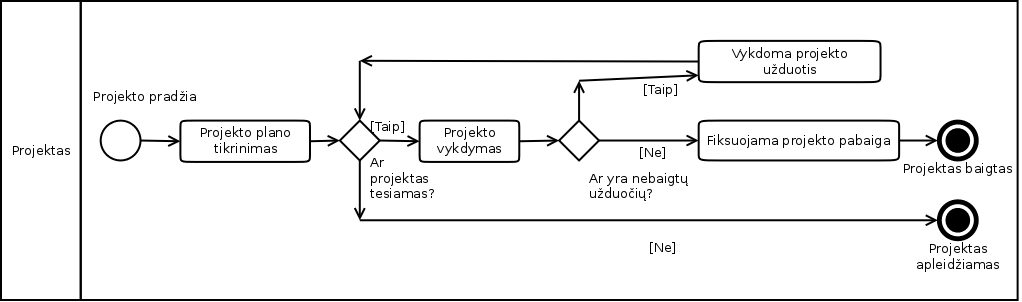 Vykdoma projekto
užduotis
[Taip]
Projekto pradžia
Projektas
Projekto plano
tikrinimas
[Taip]
Ar
projektas
tesiamas?
Projekto
vykdymas
[Ne]
Ar yra nebaigtų
užduočių?
Fiksuojama projekto pabaiga
Projektas baigtas
[Ne]
Projektas
apleidžiamas